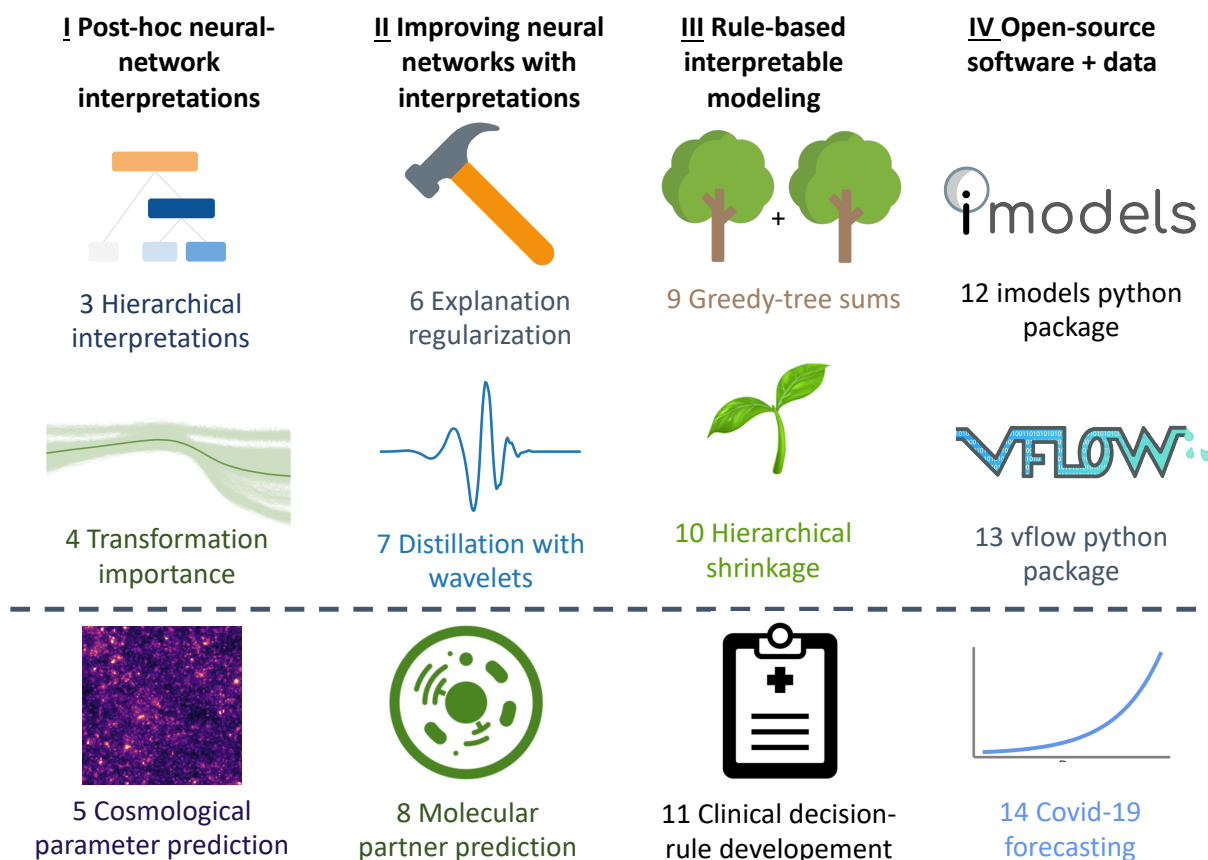 I Post-hoc neural-
network
interpretations
II Improving neural
networks with
interpretations
III Rule-based
interpretable
modeling
IV Open-source
software + data
3 Hierarchical
interpretations
6 Explanation
regularization
+
9 Greedy-tree sums
imodels
12 imodels python
package
4 Transformation
importance
7 Distillation with
wavelets
10 Hierarchical
shrinkage
VFLOW
13 vflow python
package
5 Cosmological
parameter prediction
8 Molecular
partner prediction
11 Clinical decision-
rule developement
14 Covid-19
forecasting